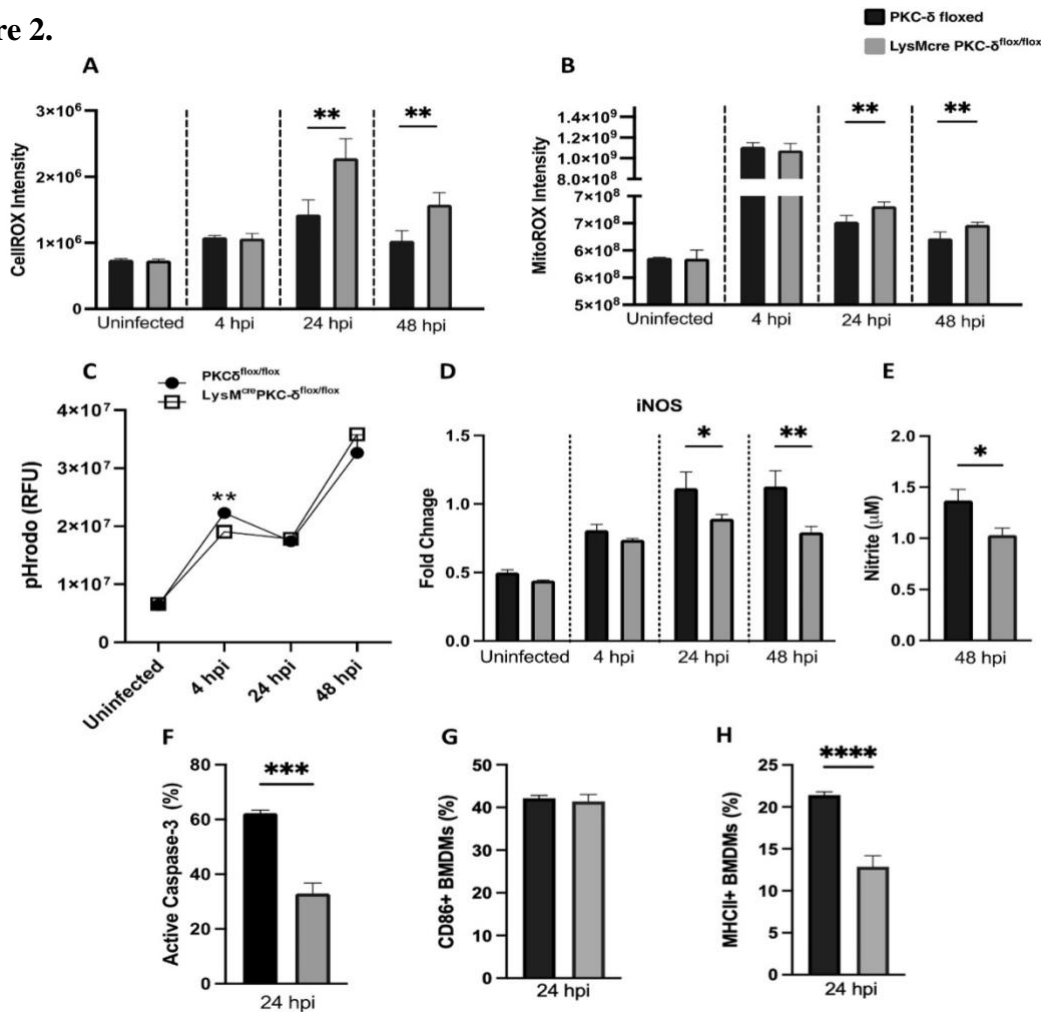 re 2.
PKC-δ floxed
LysMcre PKC-δflox/flox
A
CellROX Intensity
3×10⁶
2×10⁶
1×10⁶
0
** **
Uninfected 4 hpi 24 hpi 48 hpi
B
MitoROX Intensity
1.4×10⁹
1.2×10⁹
1.0×10⁹
8.0×10⁸
7×10⁸
7×10⁸
6×10⁸
6×10⁸
5×10⁸
** **
Uninfected 4 hpi 24 hpi 48 hpi
C
PKCδflox/flox
LysMcrePKC-δflox/flox
pHrodo (RFU)
4×10⁷
3×10⁷
2×10⁷
1×10⁷
0
**
Uninfected 4 hpi 24 hpi 48 hpi
D
iNOS
Fold Chnage
1.5
1.0
0.5
0.0
* **
Uninfected 4 hpi 24 hpi 48 hpi
E
Nitrite (μM)
2.0
1.5
1.0
0.5
0.0
*
48 hpi
F
Active Caspase-3 (%)
80
60
40
20
0
***
24 hpi
G
CD86+ BMDMs (%)
50
40
30
20
10
0
24 hpi
H
MHCII+ BMDMs (%)
25
20
15
10
5
0
****
24 hpi